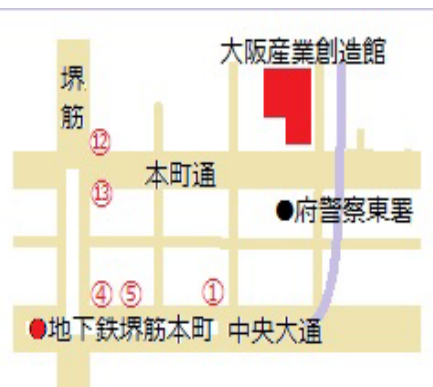 大阪産業創造館
堺筋
⑫
本町通
⑬
●府警察東署
④ ⑤ ①
●地下鉄堺筋本町 中央大通